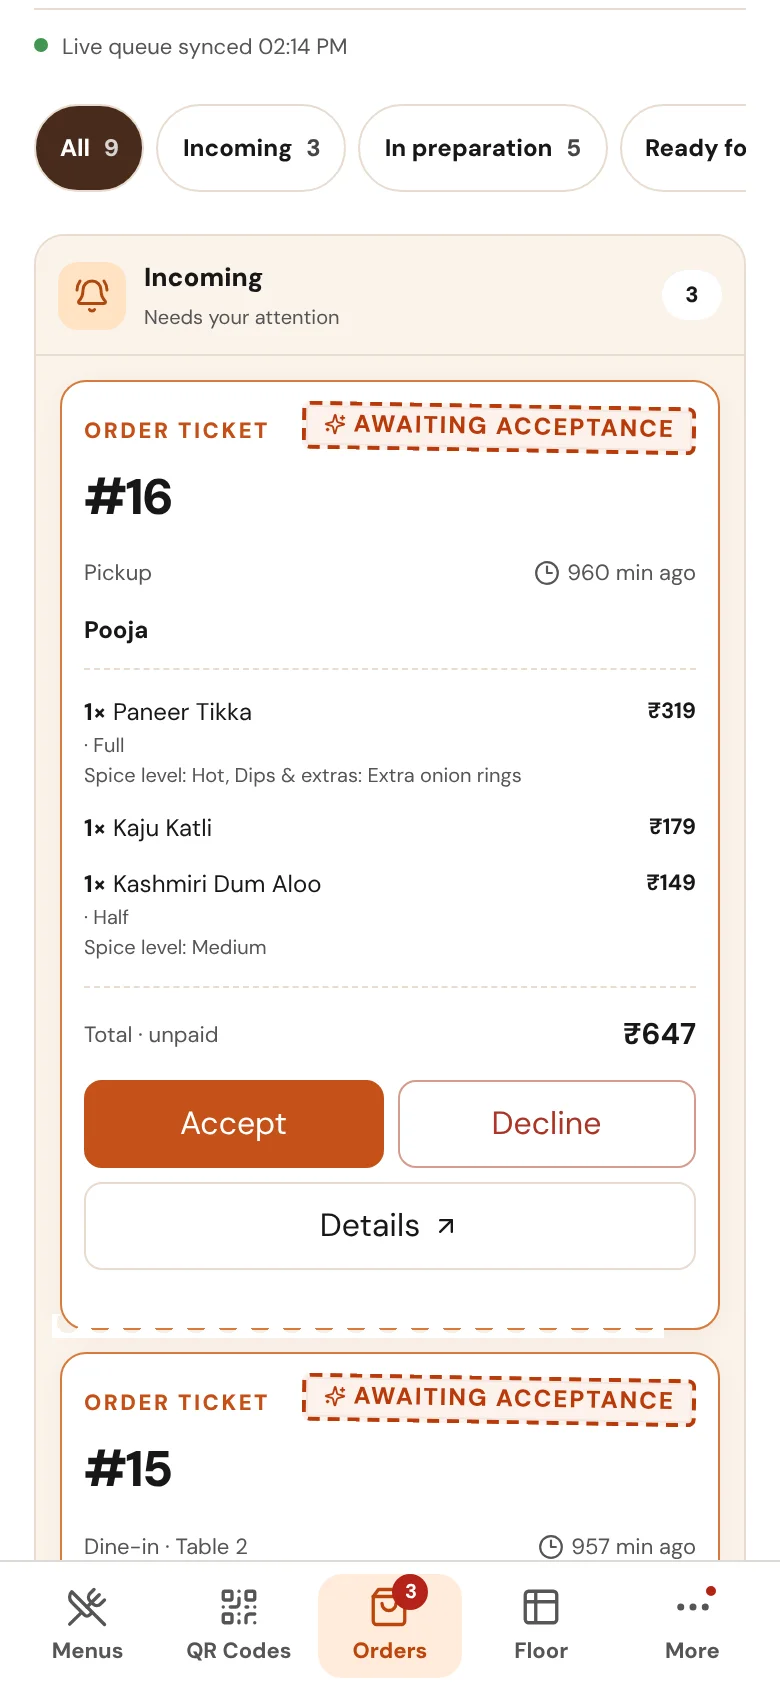 Live queue synced 02:14 PM
All 9
Incoming 3
In preparation 5
Ready fo
Incoming
Needs your attention
3
ORDER TICKET
AWAITING ACCEPTANCE
#16
Pickup
960 min ago
Pooja
1× Paneer Tikka ₹319
· Full
Spice level: Hot, Dips & extras: Extra onion rings
1× Kaju Katli ₹179
1× Kashmiri Dum Aloo ₹149
· Half
Spice level: Medium
Total · unpaid ₹647
Accept
Decline
Details ↗
ORDER TICKET
AWAITING ACCEPTANCE
#15
Dine-in · Table 2
957 min ago
3
Menus
QR Codes
Orders
Floor
More